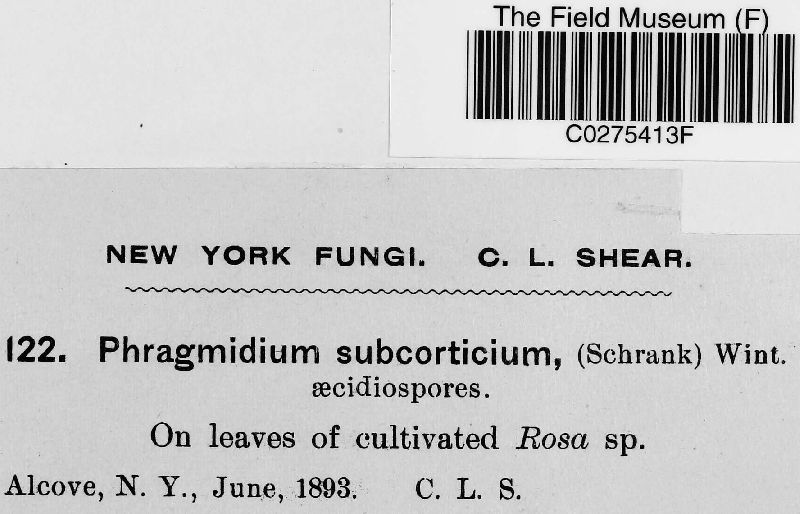 The Field Museum (F)
C0275413F
NEW YORK FUNGI. C. L. SHEAR.
122. Phragmidium subcorticium, (Schrank) Wint.
æcidiospores.
On leaves of cultivated Rosa sp.
Alcove, N. Y., June, 1893. C. L. S.